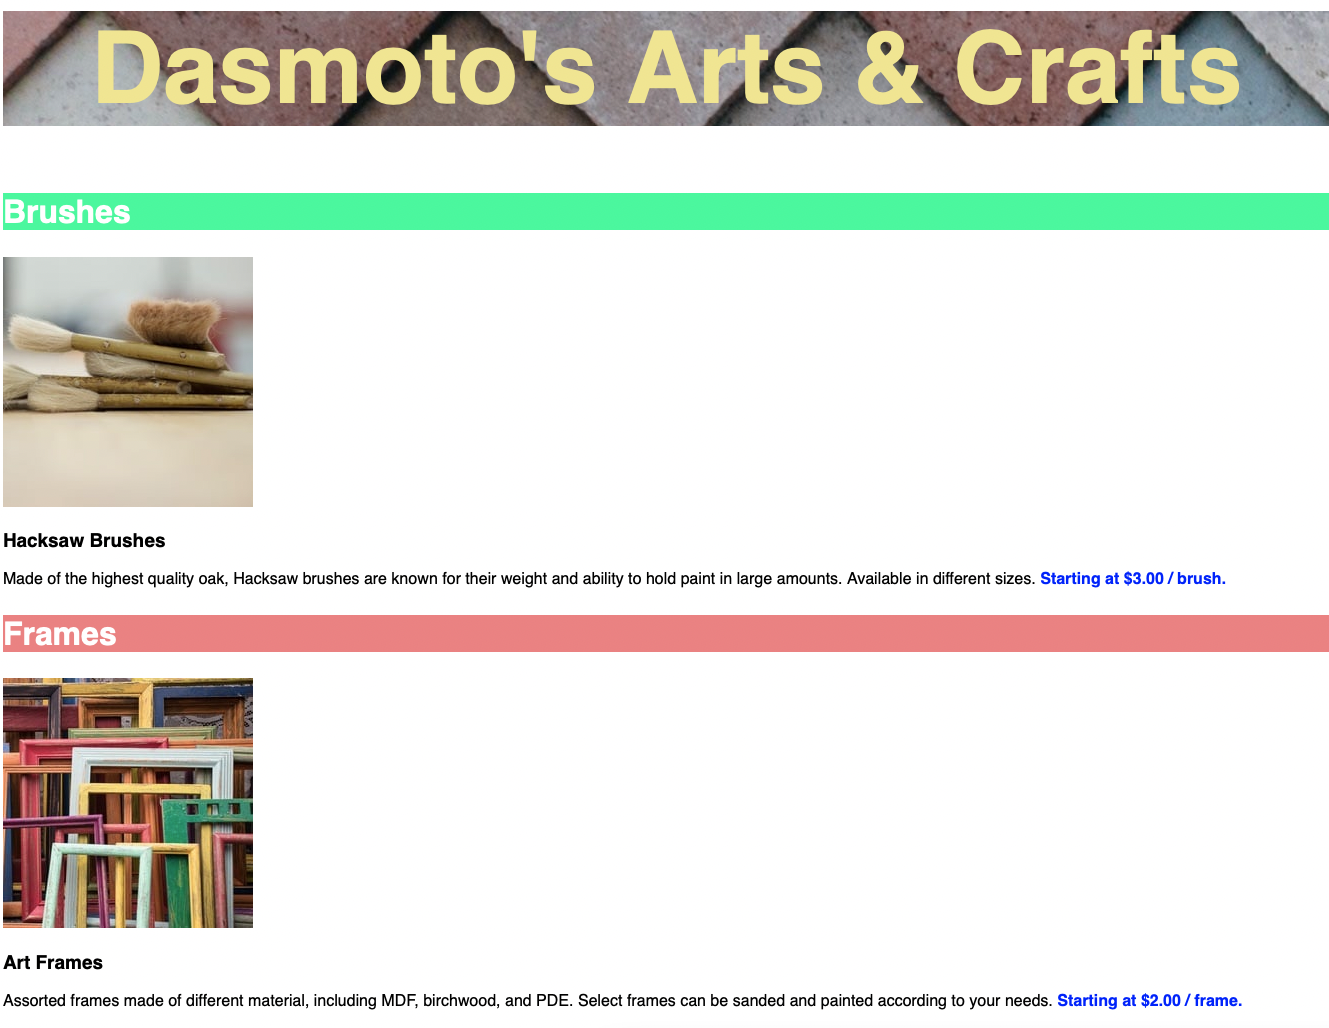 Dasmoto's Arts & Crafts
Brushes
Hacksaw Brushes
Made of the highest quality oak, Hacksaw brushes are known for their weight and ability to hold paint in large amounts. Available in different sizes. Starting at $3.00 / brush.
Frames
Art Frames
Assorted frames made of different material, including MDF, birchwood, and PDE. Select frames can be sanded and painted according to your needs. Starting at $2.00 / frame.